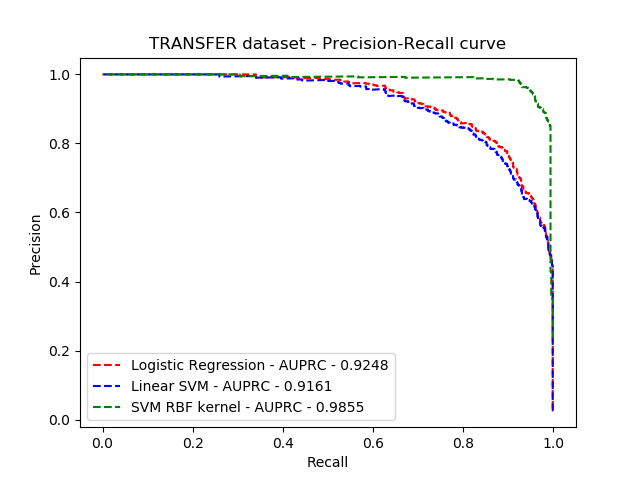 TRANSFER dataset - Precision-Recall curve
1.0
0.8
0.6
0.4
0.2
0.0
Precision
Logistic Regression - AUPRC - 0.9248
Linear SVM - AUPRC - 0.9161
SVM RBF kernel - AUPRC - 0.9855
0.0 0.2 0.4 0.6 0.8 1.0
Recall